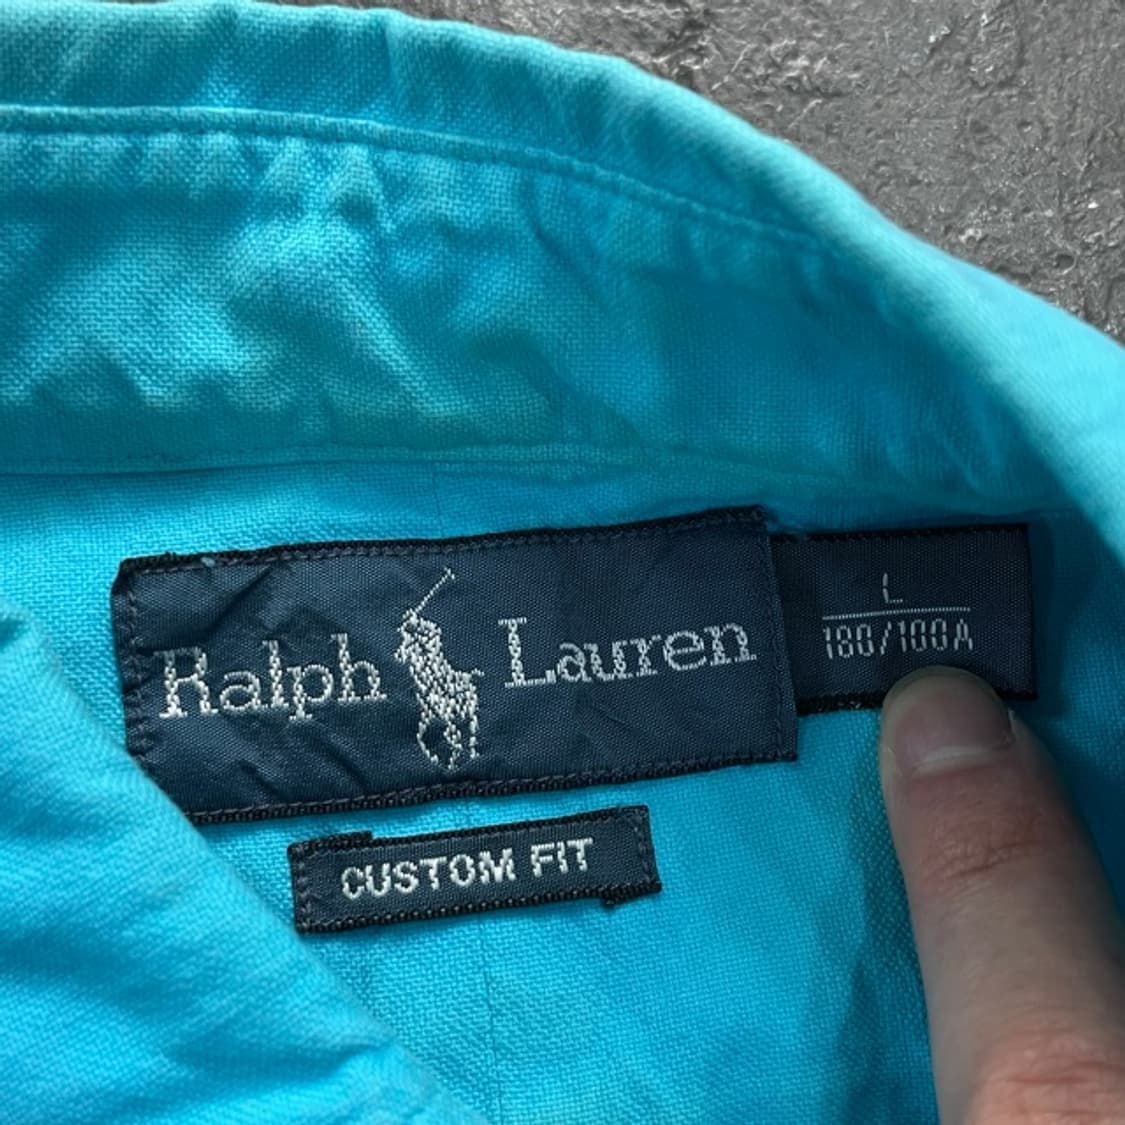 Ralph Lauren
L
180/100A
CUSTOM FIT